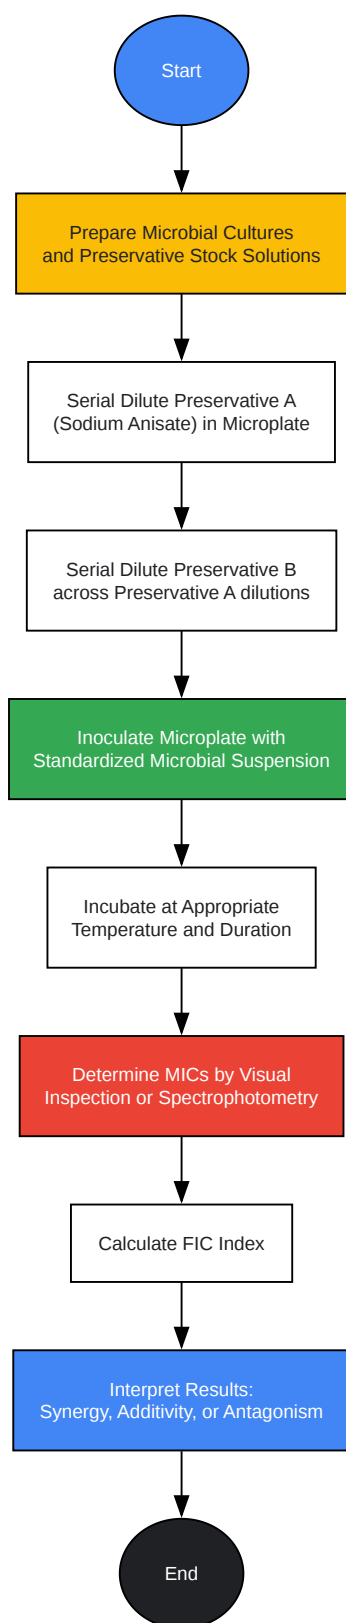 Start
Prepare Microbial Cultures
and Preservative Stock Solutions
Serial Dilute Preservative A
(Sodium Anisate) in Microplate
Serial Dilute Preservative B
across Preservative A dilutions
Inoculate Microplate with
Standardized Microbial Suspension
Incubate at Appropriate
Temperature and Duration
Determine MICs by Visual
Inspection or Spectrophotometry
Calculate FIC Index
Interpret Results:
Synergy, Additivity, or Antagonism
End